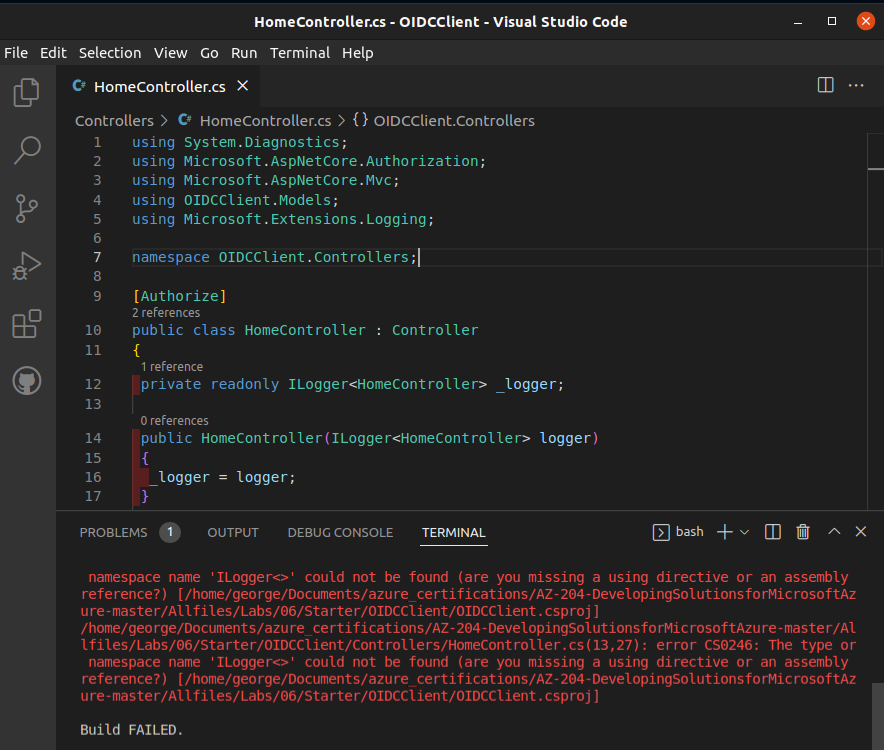 HomeController.cs - OIDCClient - Visual Studio Code
File Edit Selection View Go Run Terminal Help
C# HomeController.cs
Controllers > C# HomeController.cs > {} OIDCClient.Controllers
1 using System.Diagnostics;
2 using Microsoft.AspNetCore.Authorization;
3 using Microsoft.AspNetCore.Mvc;
4 using OIDCClient.Models;
5 using Microsoft.Extensions.Logging;
6
7 namespace OIDCClient.Controllers;
8
9 [Authorize]
2 references
10 public class HomeController : Controller
11 {
1 reference
12 private readonly ILogger<HomeController> _logger;
13
0 references
14 public HomeController(ILogger<HomeController> logger)
15 {
16 _logger = logger;
17 }
PROBLEMS 1 OUTPUT DEBUG CONSOLE TERMINAL bash
namespace name 'ILogger<>' could not be found (are you missing a using directive or an assembly
reference?) [/home/george/Documents/azure_certifications/AZ-204-DevelopingSolutionsforMicrosoftAz
ure-master/Allfiles/Labs/06/Starter/OIDCClient/OIDCClient.csproj]
/home/george/Documents/azure_certifications/AZ-204-DevelopingSolutionsforMicrosoftAzure-master/Al
lfiles/Labs/06/Starter/OIDCClient/Controllers/HomeController.cs(13,27): error CS0246: The type or
namespace name 'ILogger<>' could not be found (are you missing a using directive or an assembly
reference?) [/home/george/Documents/azure_certifications/AZ-204-DevelopingSolutionsforMicrosoftAz
ure-master/Allfiles/Labs/06/Starter/OIDCClient/OIDCClient.csproj]
Build FAILED.